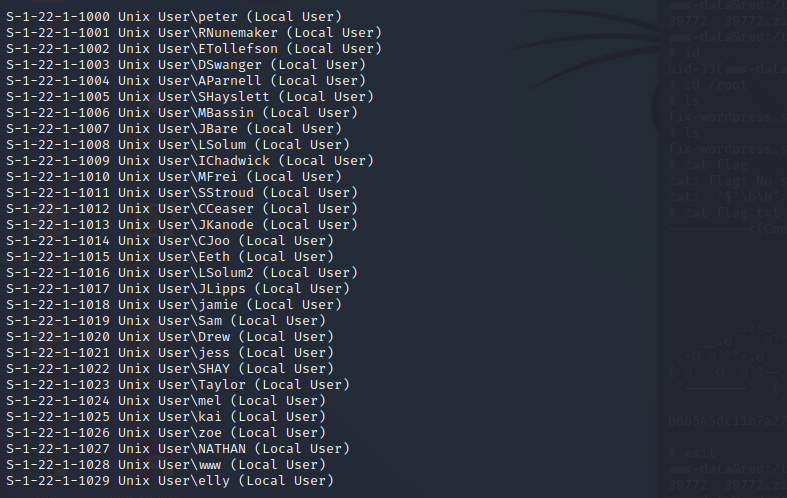 S-1-22-1-1000 Unix User\peter (Local User)
S-1-22-1-1001 Unix User\RNunemaker (Local User)
S-1-22-1-1002 Unix User\ETollefson (Local User)
S-1-22-1-1003 Unix User\DSwanger (Local User)
S-1-22-1-1004 Unix User\AParnell (Local User)
S-1-22-1-1005 Unix User\SHayslett (Local User)
S-1-22-1-1006 Unix User\MBassin (Local User)
S-1-22-1-1007 Unix User\JBare (Local User)
S-1-22-1-1008 Unix User\LSolum (Local User)
S-1-22-1-1009 Unix User\IChadwick (Local User)
S-1-22-1-1010 Unix User\MFrei (Local User)
S-1-22-1-1011 Unix User\SStroud (Local User)
S-1-22-1-1012 Unix User\CCeaser (Local User)
S-1-22-1-1013 Unix User\JKanode (Local User)
S-1-22-1-1014 Unix User\CJoo (Local User)
S-1-22-1-1015 Unix User\Eeth (Local User)
S-1-22-1-1016 Unix User\LSolum2 (Local User)
S-1-22-1-1017 Unix User\JLipps (Local User)
S-1-22-1-1018 Unix User\jamie (Local User)
S-1-22-1-1019 Unix User\Sam (Local User)
S-1-22-1-1020 Unix User\Drew (Local User)
S-1-22-1-1021 Unix User\jess (Local User)
S-1-22-1-1022 Unix User\SHAY (Local User)
S-1-22-1-1023 Unix User\Taylor (Local User)
S-1-22-1-1024 Unix User\mel (Local User)
S-1-22-1-1025 Unix User\kai (Local User)
S-1-22-1-1026 Unix User\zoe (Local User)
S-1-22-1-1027 Unix User\NATHAN (Local User)
S-1-22-1-1028 Unix User\www (Local User)
S-1-22-1-1029 Unix User\elly (Local User)
# id
# cd /root
# ls
# ls
# cat flag
cat: flag: No
# cat flag.txt
# exit